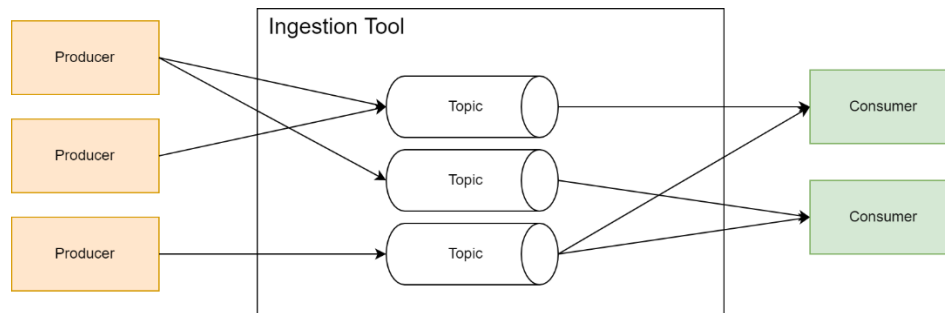 Ingestion Tool
Producer
Producer
Producer
Topic
Topic
Topic
Consumer
Consumer